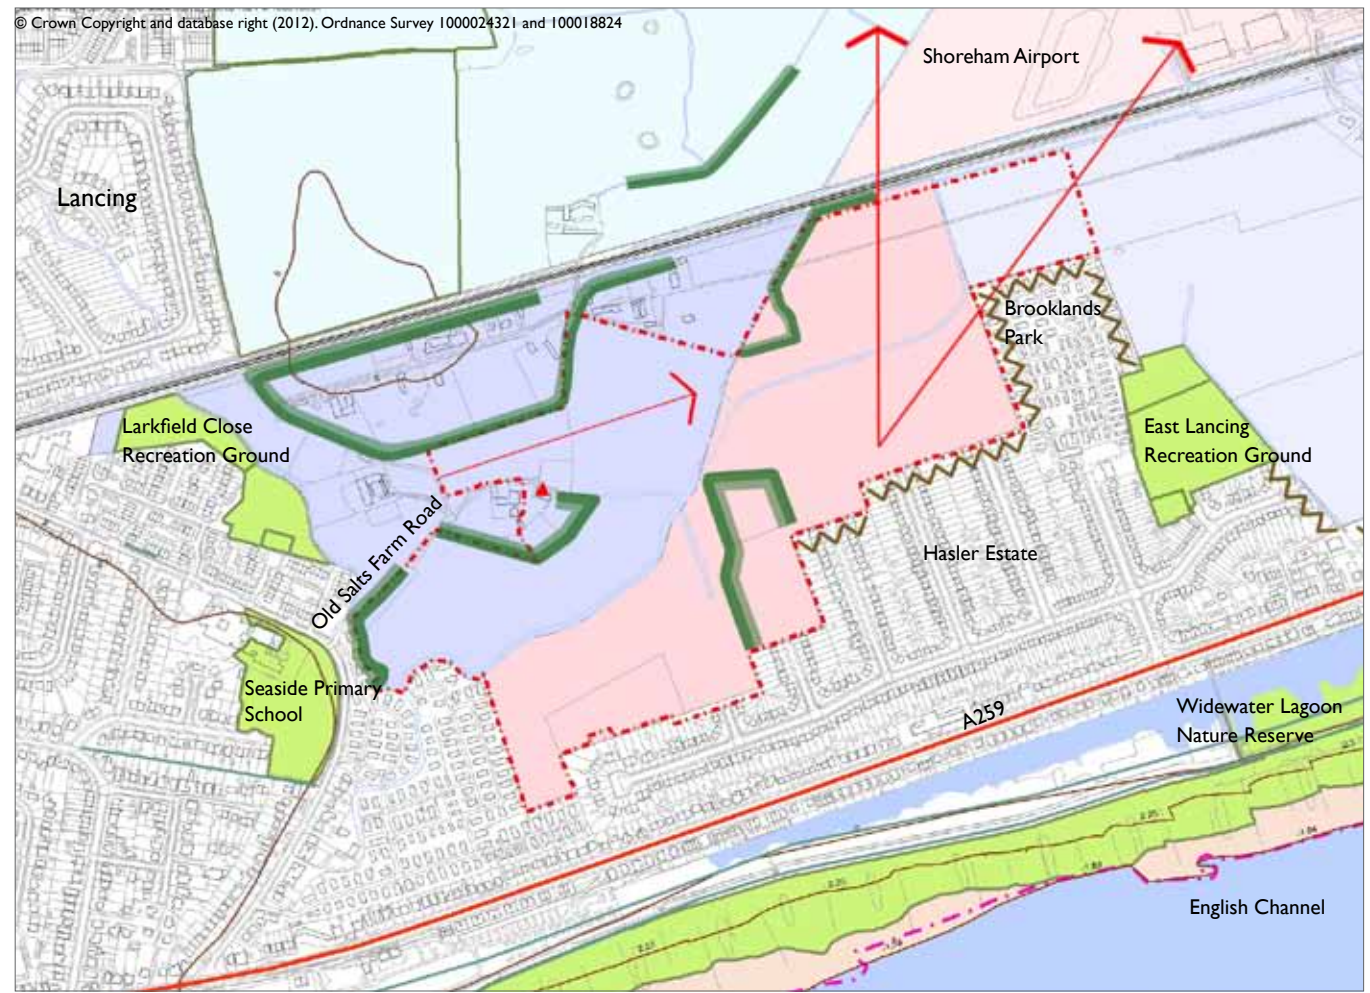 © Crown Copyright and database right (2012). Ordnance Survey 1000024321 and 100018824
Shoreham Airport
Lancing
Brooklands
Park
Larkfield Close
Recreation Ground
East Lancing
Recreation Ground
Old Salts Farm Road
Hasler Estate
Seaside Primary
School
A259
Widewater Lagoon
Nature Reserve
English Channel